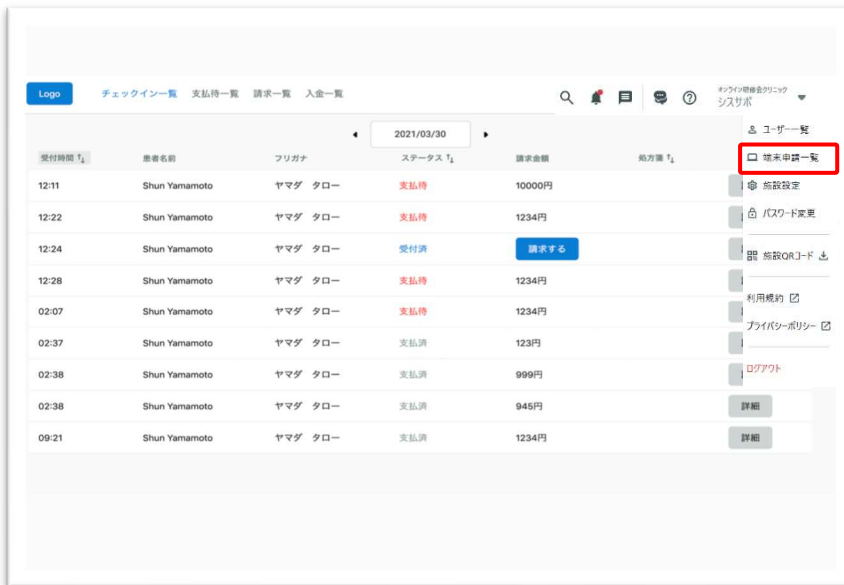 Logo チェックイン一覧 支払待一覧 請求一覧 入金一覧
オンライン研修会クリニック
シスサポ
2021/03/30
受付時間 患者名前 フリガナ ステータス 請求金額 処方箋
12:11 Shun Yamamoto ヤマダ タロー 支払待 10000円
12:22 Shun Yamamoto ヤマダ タロー 支払待 1234円
12:24 Shun Yamamoto ヤマダ タロー 受付済 請求する
12:28 Shun Yamamoto ヤマダ タロー 支払待 1234円
02:07 Shun Yamamoto ヤマダ タロー 支払待 1234円
02:37 Shun Yamamoto ヤマダ タロー 支払済 123円
02:38 Shun Yamamoto ヤマダ タロー 支払済 999円
02:38 Shun Yamamoto ヤマダ タロー 支払済 945円 詳細
09:21 Shun Yamamoto ヤマダ タロー 支払済 1234円 詳細
ユーザー一覧
端末申請一覧
施設設定
パスワード変更
施設QRコード
利用規約
プライバシーポリシー
ログアウト